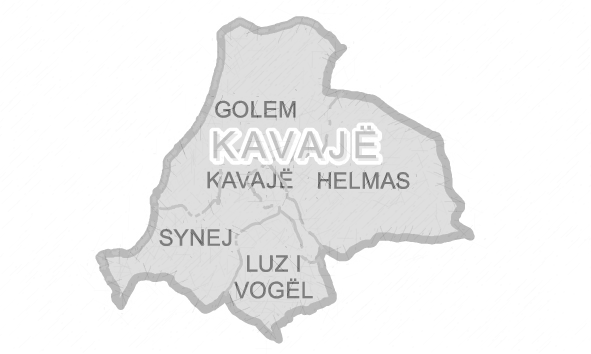 GOLEM
KAVAJË
KAVAJË HELMAS
SYNEJ
LUZ I
VOGËL